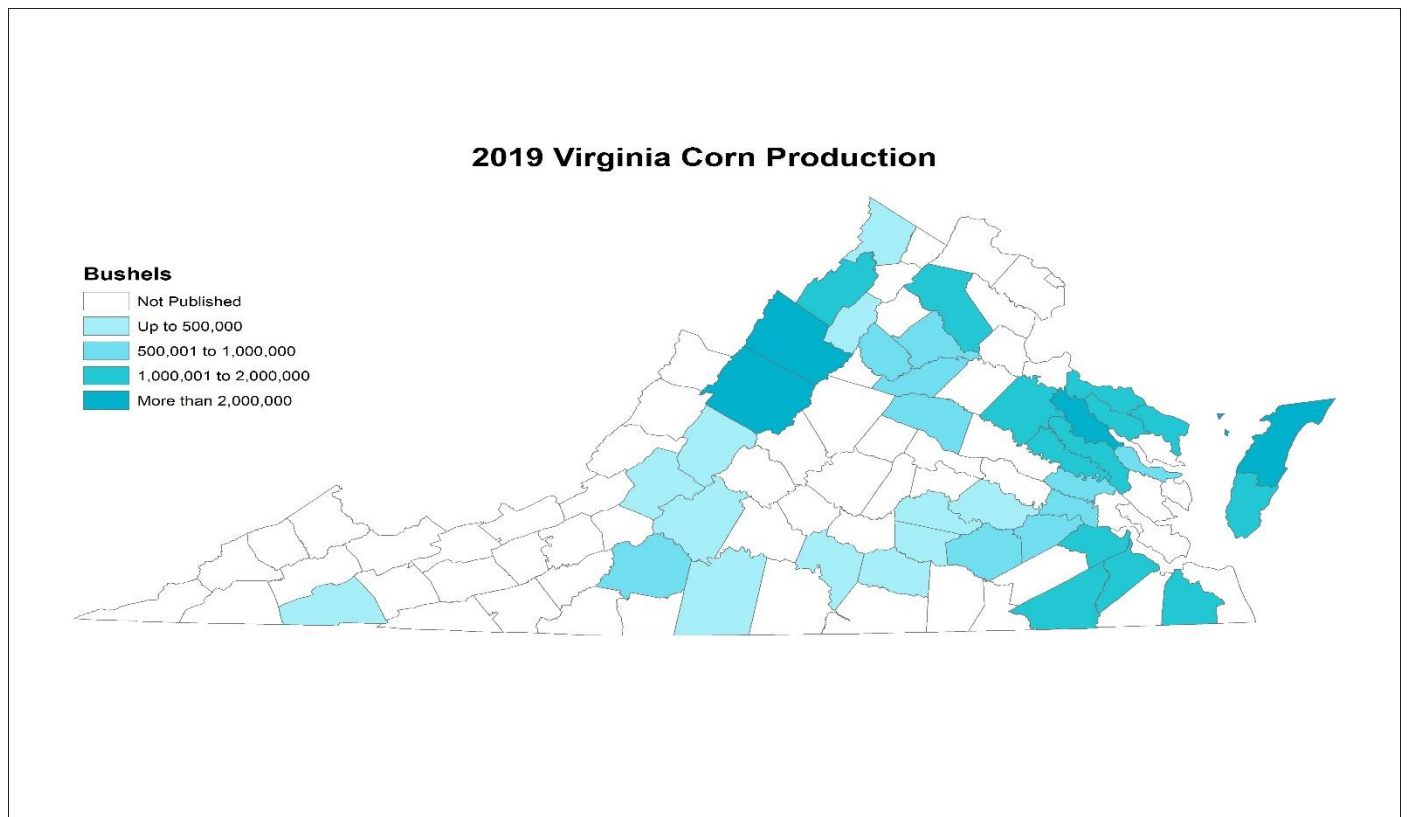 2019 Virginia Corn Production
Bushels
Not Published
Up to 500,000
500,001 to 1,000,000
1,000,001 to 2,000,000
More than 2,000,000